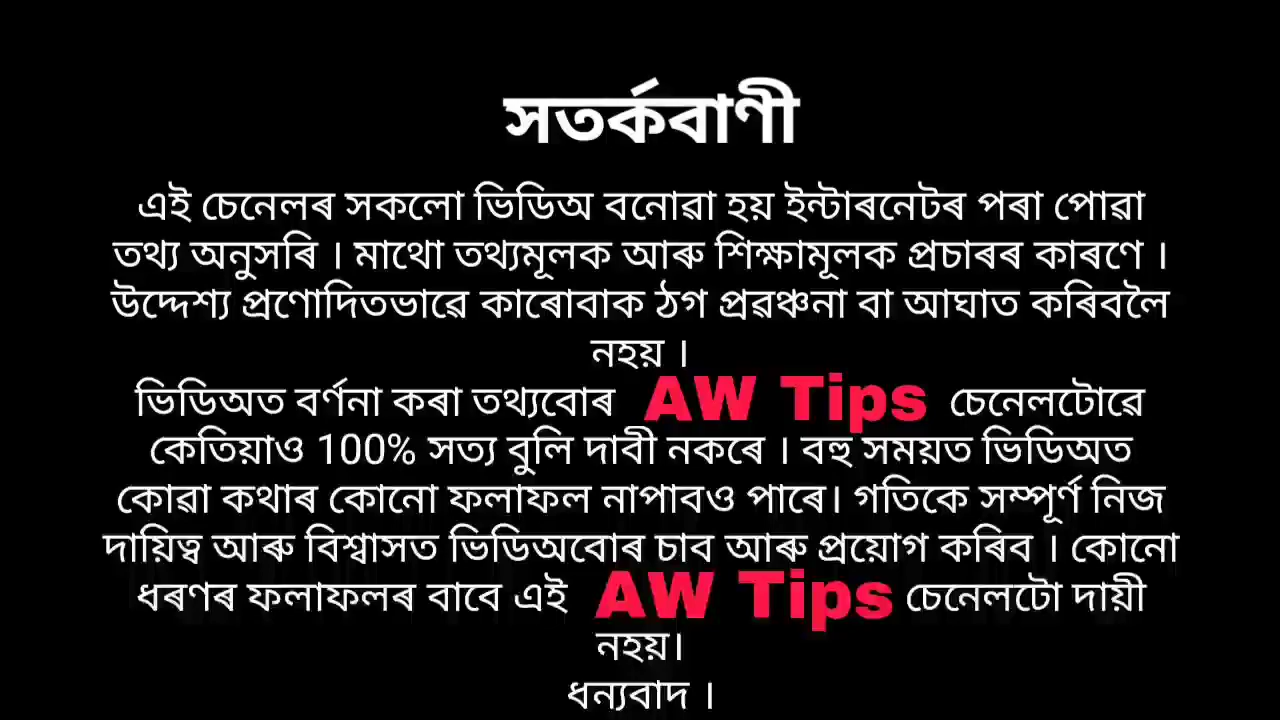 সতৰ্কবাণী
এই চেনেলৰ সকলো ভিডিঅ বনোৱা হয় ইন্টাৰনেটৰ পৰা পোৱা
তথ্য অনুসৰি । মাথো তথ্যমূলক আৰু শিক্ষামূলক প্ৰচাৰৰ কাৰণে ।
উদ্দেশ্য প্ৰণোদিতভাৱে কাৰোবাক ঠগ প্ৰৱঞ্চনা বা আঘাত কৰিবলৈ
নহয় ।
ভিডিঅত বৰ্ণনা কৰা তথ্যবোৰ AW Tips চেনেলটোৱে
কেতিয়াও 100% সত্য বুলি দাবী নকৰে । বহু সময়ত ভিডিঅত
কোৱা কথাৰ কোনো ফলাফল নাপাবও পাৰে। গতিকে সম্পূৰ্ণ নিজ
দায়িত্ব আৰু বিশ্বাসত ভিডিঅবোৰ চাব আৰু প্ৰয়োগ কৰিব । কোনো
ধৰণৰ ফলাফলৰ বাবে এই AW Tips চেনেলটো দায়ী
নহয়।
ধন্যবাদ ।